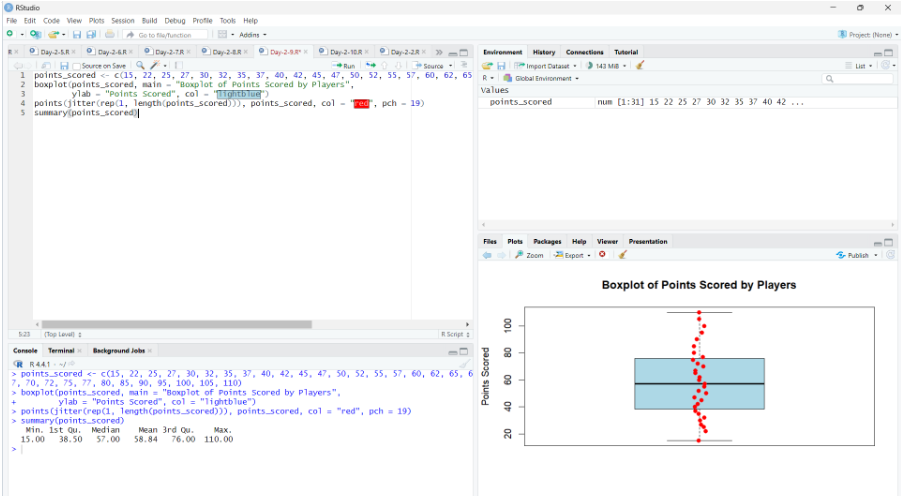 RStudio
File Edit Code View Plots Session Build Debug Profile Tools Help
Go to file/function Addins Project: (None)
R Day-2-5.R Day-2-6.R Day-2-7.R Day-2-8.R Day-2-9.R* Day-2-10.R Day-2-2.R
Source on Save Run Source
1 points_scored <- c(15, 22, 25, 27, 30, 32, 35, 37, 40, 42, 45, 47, 50, 52, 55, 57, 60, 62, 65
2 boxplot(points_scored, main = "Boxplot of Points Scored by Players",
3 ylab = "Points Scored", col = "lightblue")
4 points(jitter(rep(1, length(points_scored))), points_scored, col = "red", pch = 19)
5 summary(points_scored)
5:23 (Top Level) R Script
Console Terminal Background Jobs
R 4.4.1 · ~/
> points_scored <- c(15, 22, 25, 27, 30, 32, 35, 37, 40, 42, 45, 47, 50, 52, 55, 57, 60, 62, 65, 6
7, 70, 72, 75, 77, 80, 85, 90, 95, 100, 105, 110)
> boxplot(points_scored, main = "Boxplot of Points Scored by Players",
+ ylab = "Points Scored", col = "lightblue")
> points(jitter(rep(1, length(points_scored))), points_scored, col = "red", pch = 19)
> summary(points_scored)
Min. 1st Qu. Median Mean 3rd Qu. Max.
15.00 38.50 57.00 58.84 76.00 110.00
>
Environment History Connections Tutorial
Import Dataset 143 MiB List
R Global Environment
Values
points_scored num [1:31] 15 22 25 27 30 32 35 37 40 42 ...
Files Plots Packages Help Viewer Presentation
Zoom Export Publish
Boxplot of Points Scored by Players
Points Scored
100
80
60
40
20